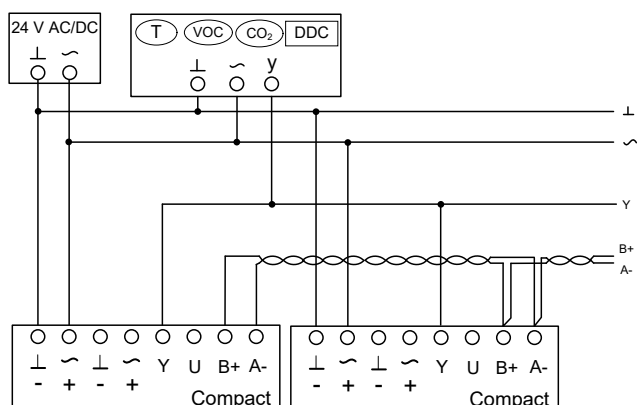 24 V AC/DC
⊥ ~
T VOC CO₂ DDC
⊥ ~ y
⊥
~
Y
B+
A-
⊥ ~ ⊥ ~ Y U B+ A-
- + - +
Compact
⊥ ~ ⊥ ~ Y U B+ A-
- + - +
Compact